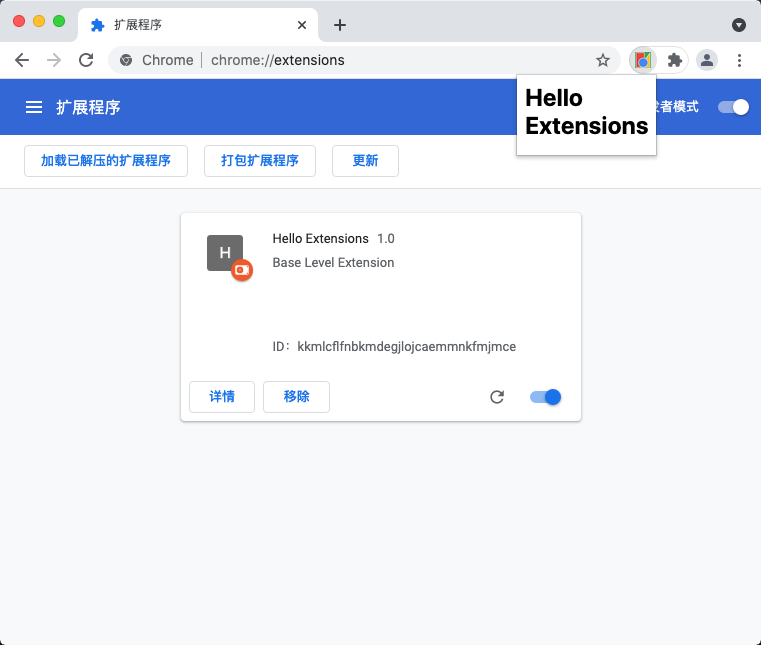 扩展程序
Chrome
chrome://extensions
Hello
Extensions
扩展程序
者模式
加载已解压的扩展程序
打包扩展程序
更新
H
Hello Extensions 1.0
Base Level Extension
ID： kkmlcflfnbkmdegjlojcaemmnkfmjmce
详情
移除